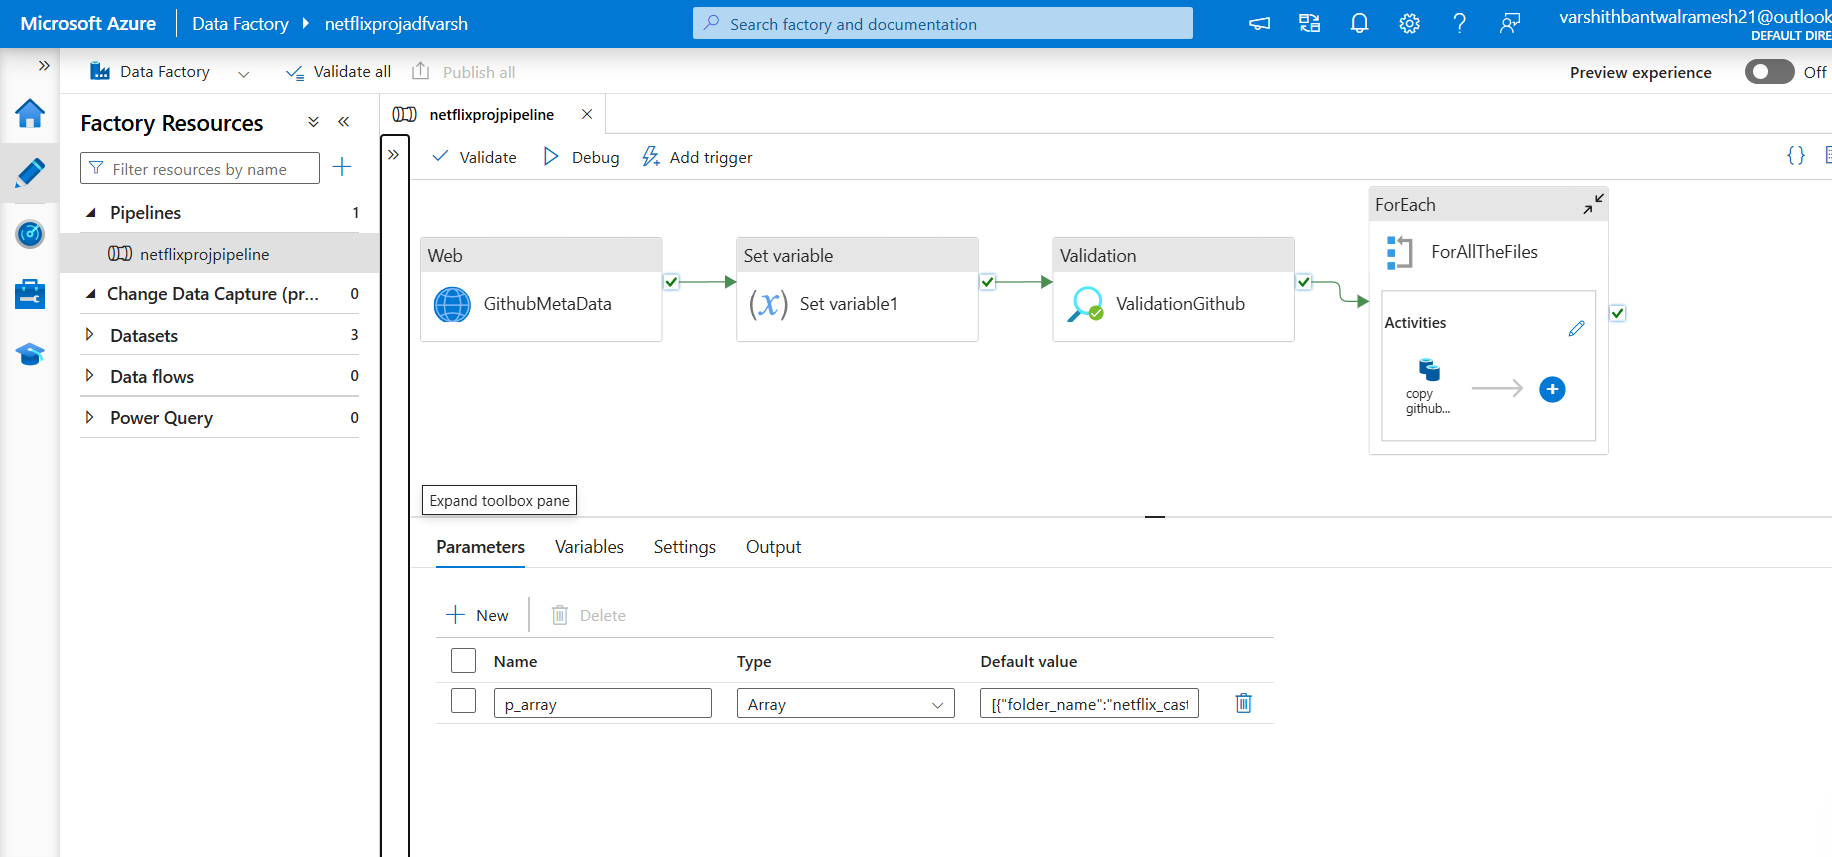 Microsoft Azure
Data Factory
netflixprojadfvarsh
Search factory and documentation
varshithbantwalramesh21@outlook
DEFAULT DIRE
Data Factory
Validate all
Publish all
Preview experience
Off
Factory Resources
Filter resources by name
Pipelines 1
netflixprojpipeline
Change Data Capture (pr... 0
Datasets 3
Data flows 0
Power Query 0
netflixprojpipeline
Validate
Debug
Add trigger
{}
Web
GithubMetaData
Set variable
(x) Set variable1
Validation
ValidationGithub
ForEach
ForAllTheFiles
Activities
copy
github...
Expand toolbox pane
Parameters Variables Settings Output
New
Delete
Name Type Default value
p_array Array [{"folder_name":"netflix_cast